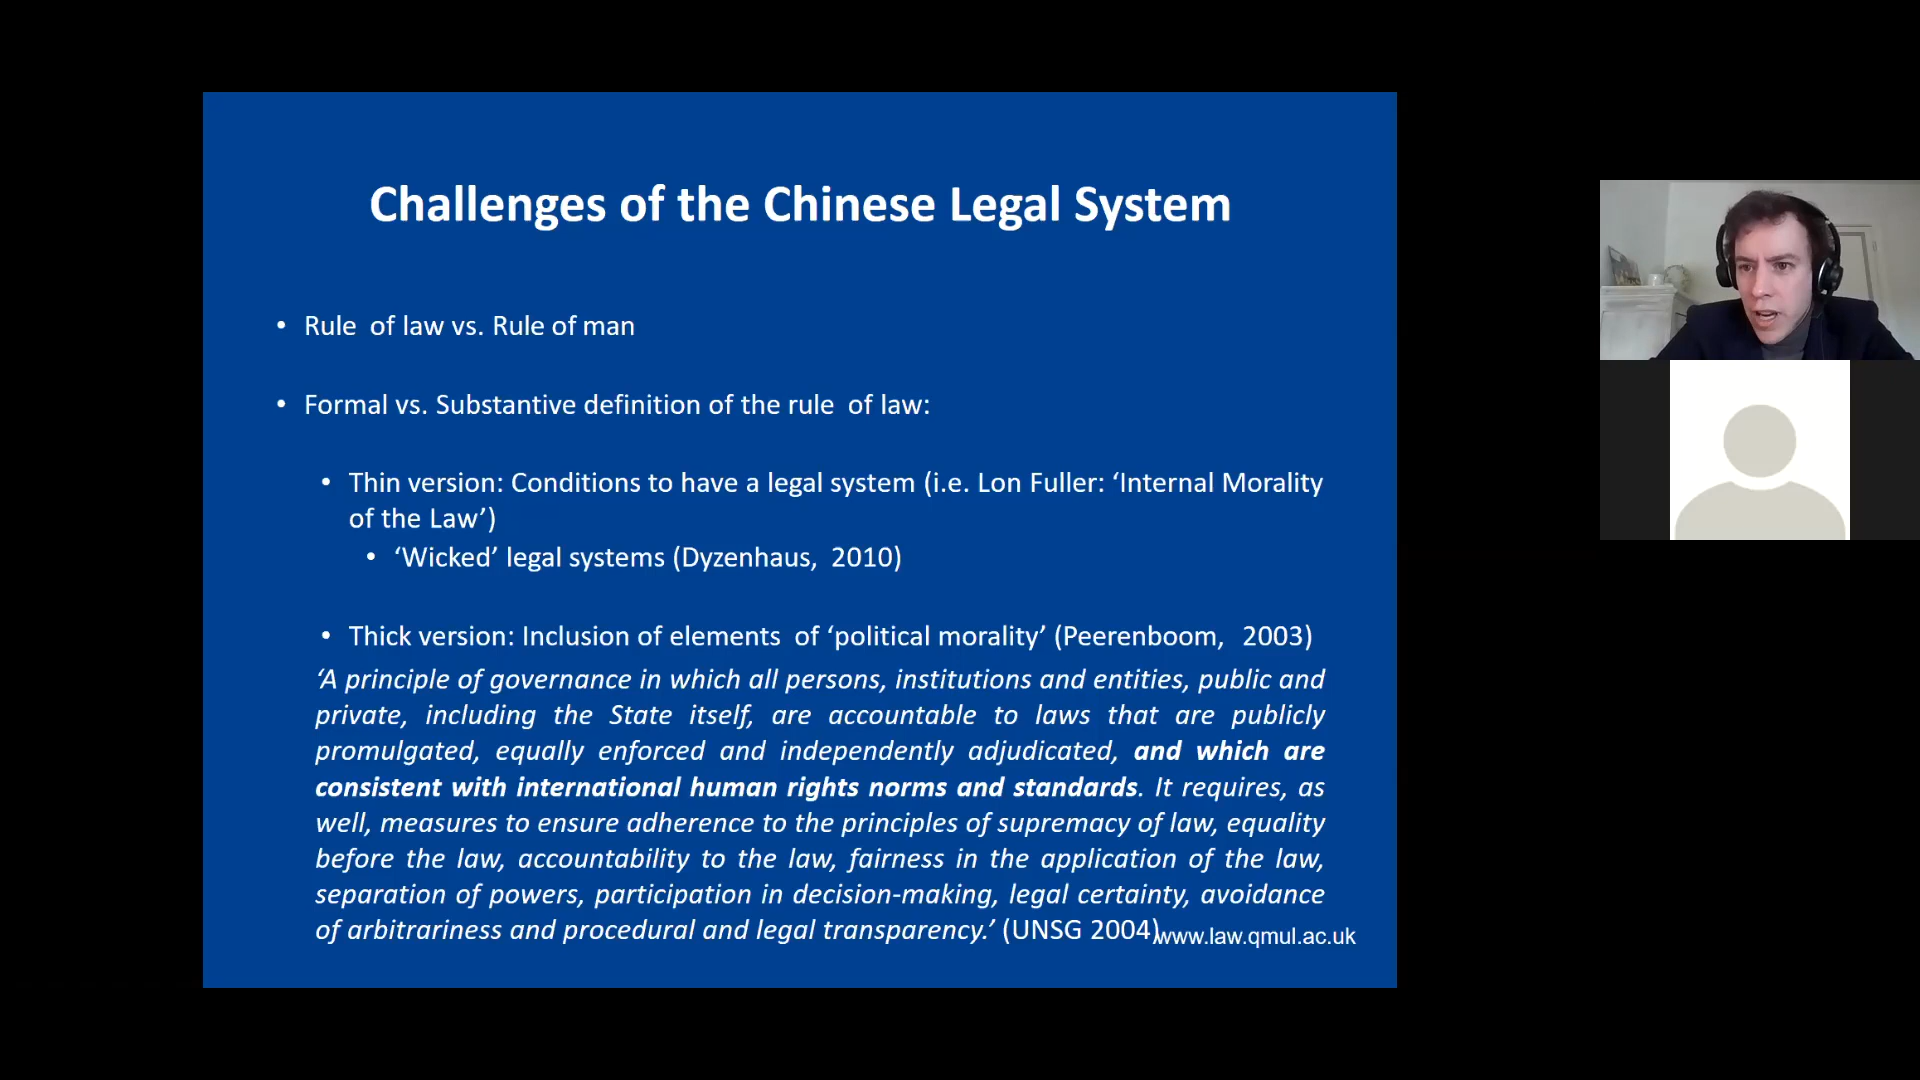 Challenges of the Chinese Legal System
• Rule of law vs. Rule of man
• Formal vs. Substantive definition of the rule of law:
• Thin version: Conditions to have a legal system (i.e. Lon Fuller: ‘Internal Morality
of the Law’)
• ‘Wicked’ legal systems (Dyzenhaus, 2010)
• Thick version: Inclusion of elements of ‘political morality’ (Peerenboom, 2003)
‘A principle of governance in which all persons, institutions and entities, public and
private, including the State itself, are accountable to laws that are publicly
promulgated, equally enforced and independently adjudicated, and which are
consistent with international human rights norms and standards. It requires, as
well, measures to ensure adherence to the principles of supremacy of law, equality
before the law, accountability to the law, fairness in the application of the law,
separation of powers, participation in decision-making, legal certainty, avoidance
of arbitrariness and procedural and legal transparency.’ (UNSG 2004)
www.law.qmul.ac.uk